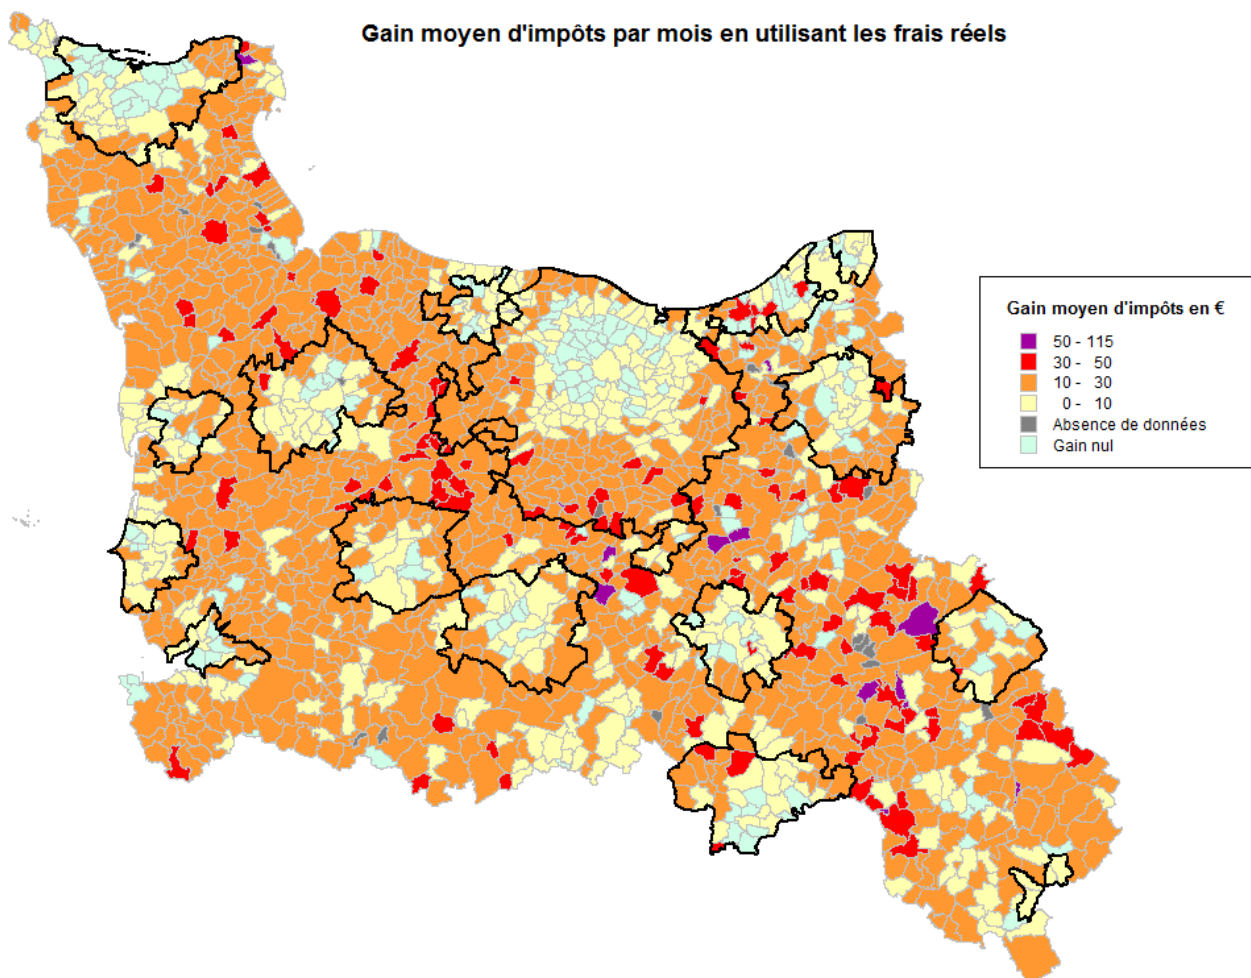 Gain moyen d'impôts par mois en utilisant les frais réels
Gain moyen d'impôts en €
50 - 115
30 - 50
10 - 30
0 - 10
Absence de données
Gain nul